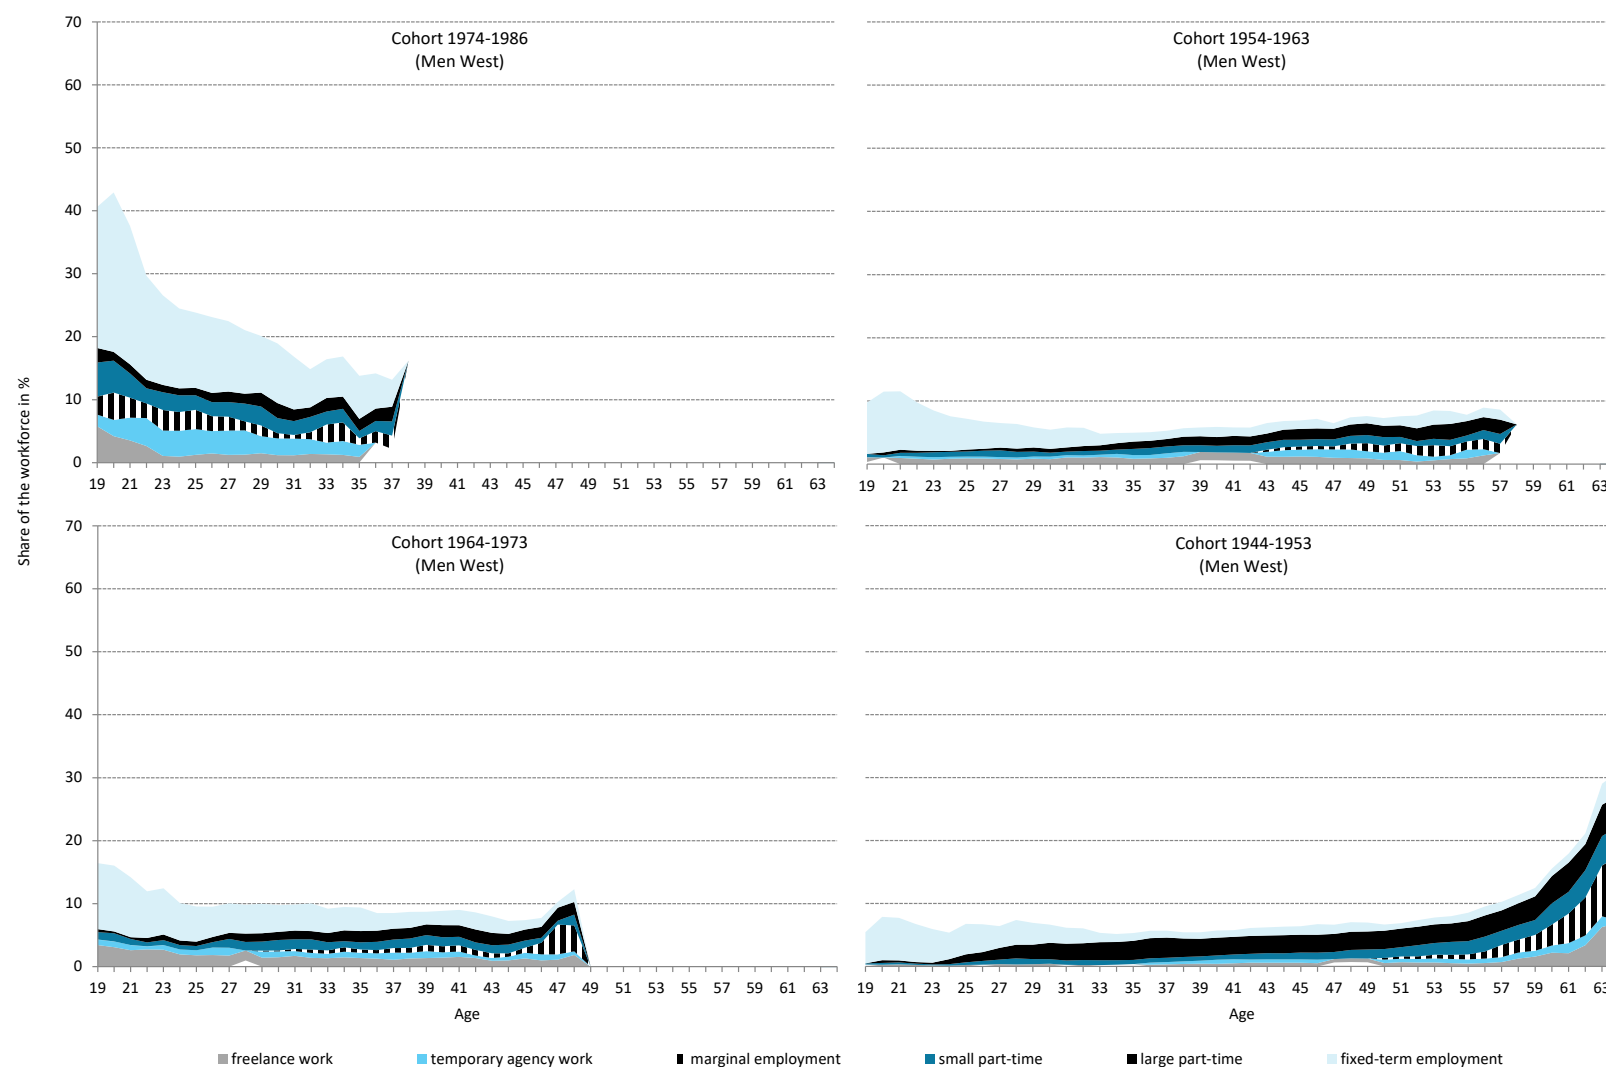 70
60
50
40
30
20
10
0
Cohort 1974-1986
(Men West)
19 21 23 25 27 29 31 33 35 37 39 41 43 45 47 49 51 53 55 57 59 61 63
Cohort 1954-1963
(Men West)
19 21 23 25 27 29 31 33 35 37 39 41 43 45 47 49 51 53 55 57 59 61 63
Share of the workforce in %
70
60
50
40
30
20
10
0
Cohort 1964-1973
(Men West)
19 21 23 25 27 29 31 33 35 37 39 41 43 45 47 49 51 53 55 57 59 61 63
Age
Cohort 1944-1953
(Men West)
19 21 23 25 27 29 31 33 35 37 39 41 43 45 47 49 51 53 55 57 59 61 63
Age
freelance work temporary agency work marginal employment small part-time large part-time fixed-term employment